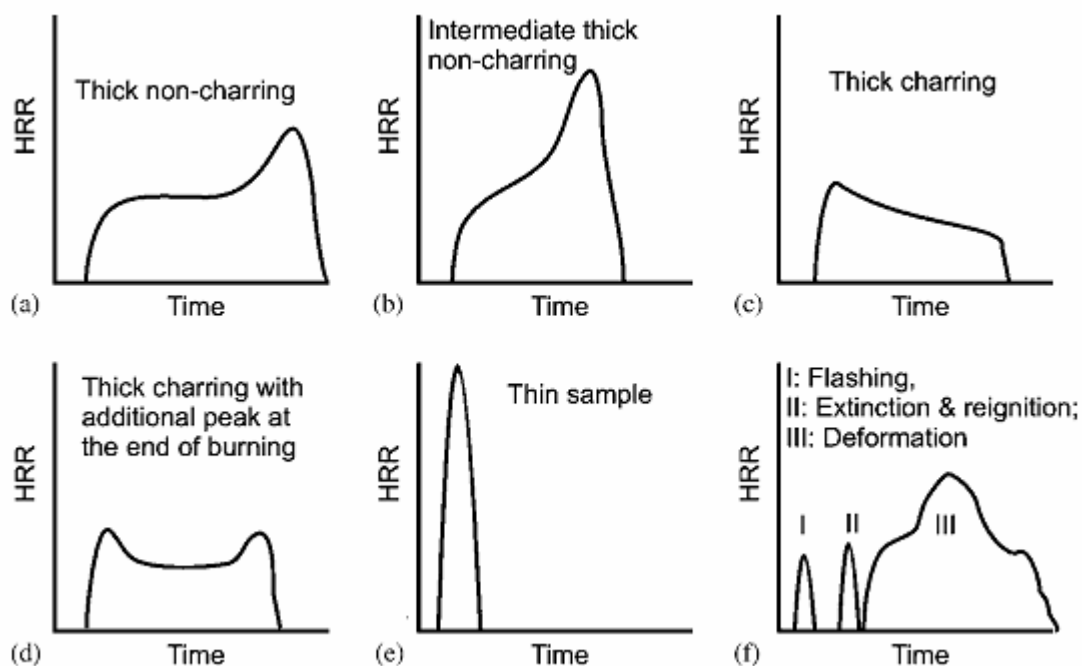 Thick non-charring
HRR
(a)
Time
Intermediate thick
non-charring
HRR
(b)
Time
Thick charring
HRR
(c)
Time
Thick charring with
additional peak at
the end of burning
HRR
(d)
Time
Thin sample
HRR
(e)
Time
I: Flashing,
II: Extinction & reignition;
III: Deformation
HRR
I
II
III
(f)
Time